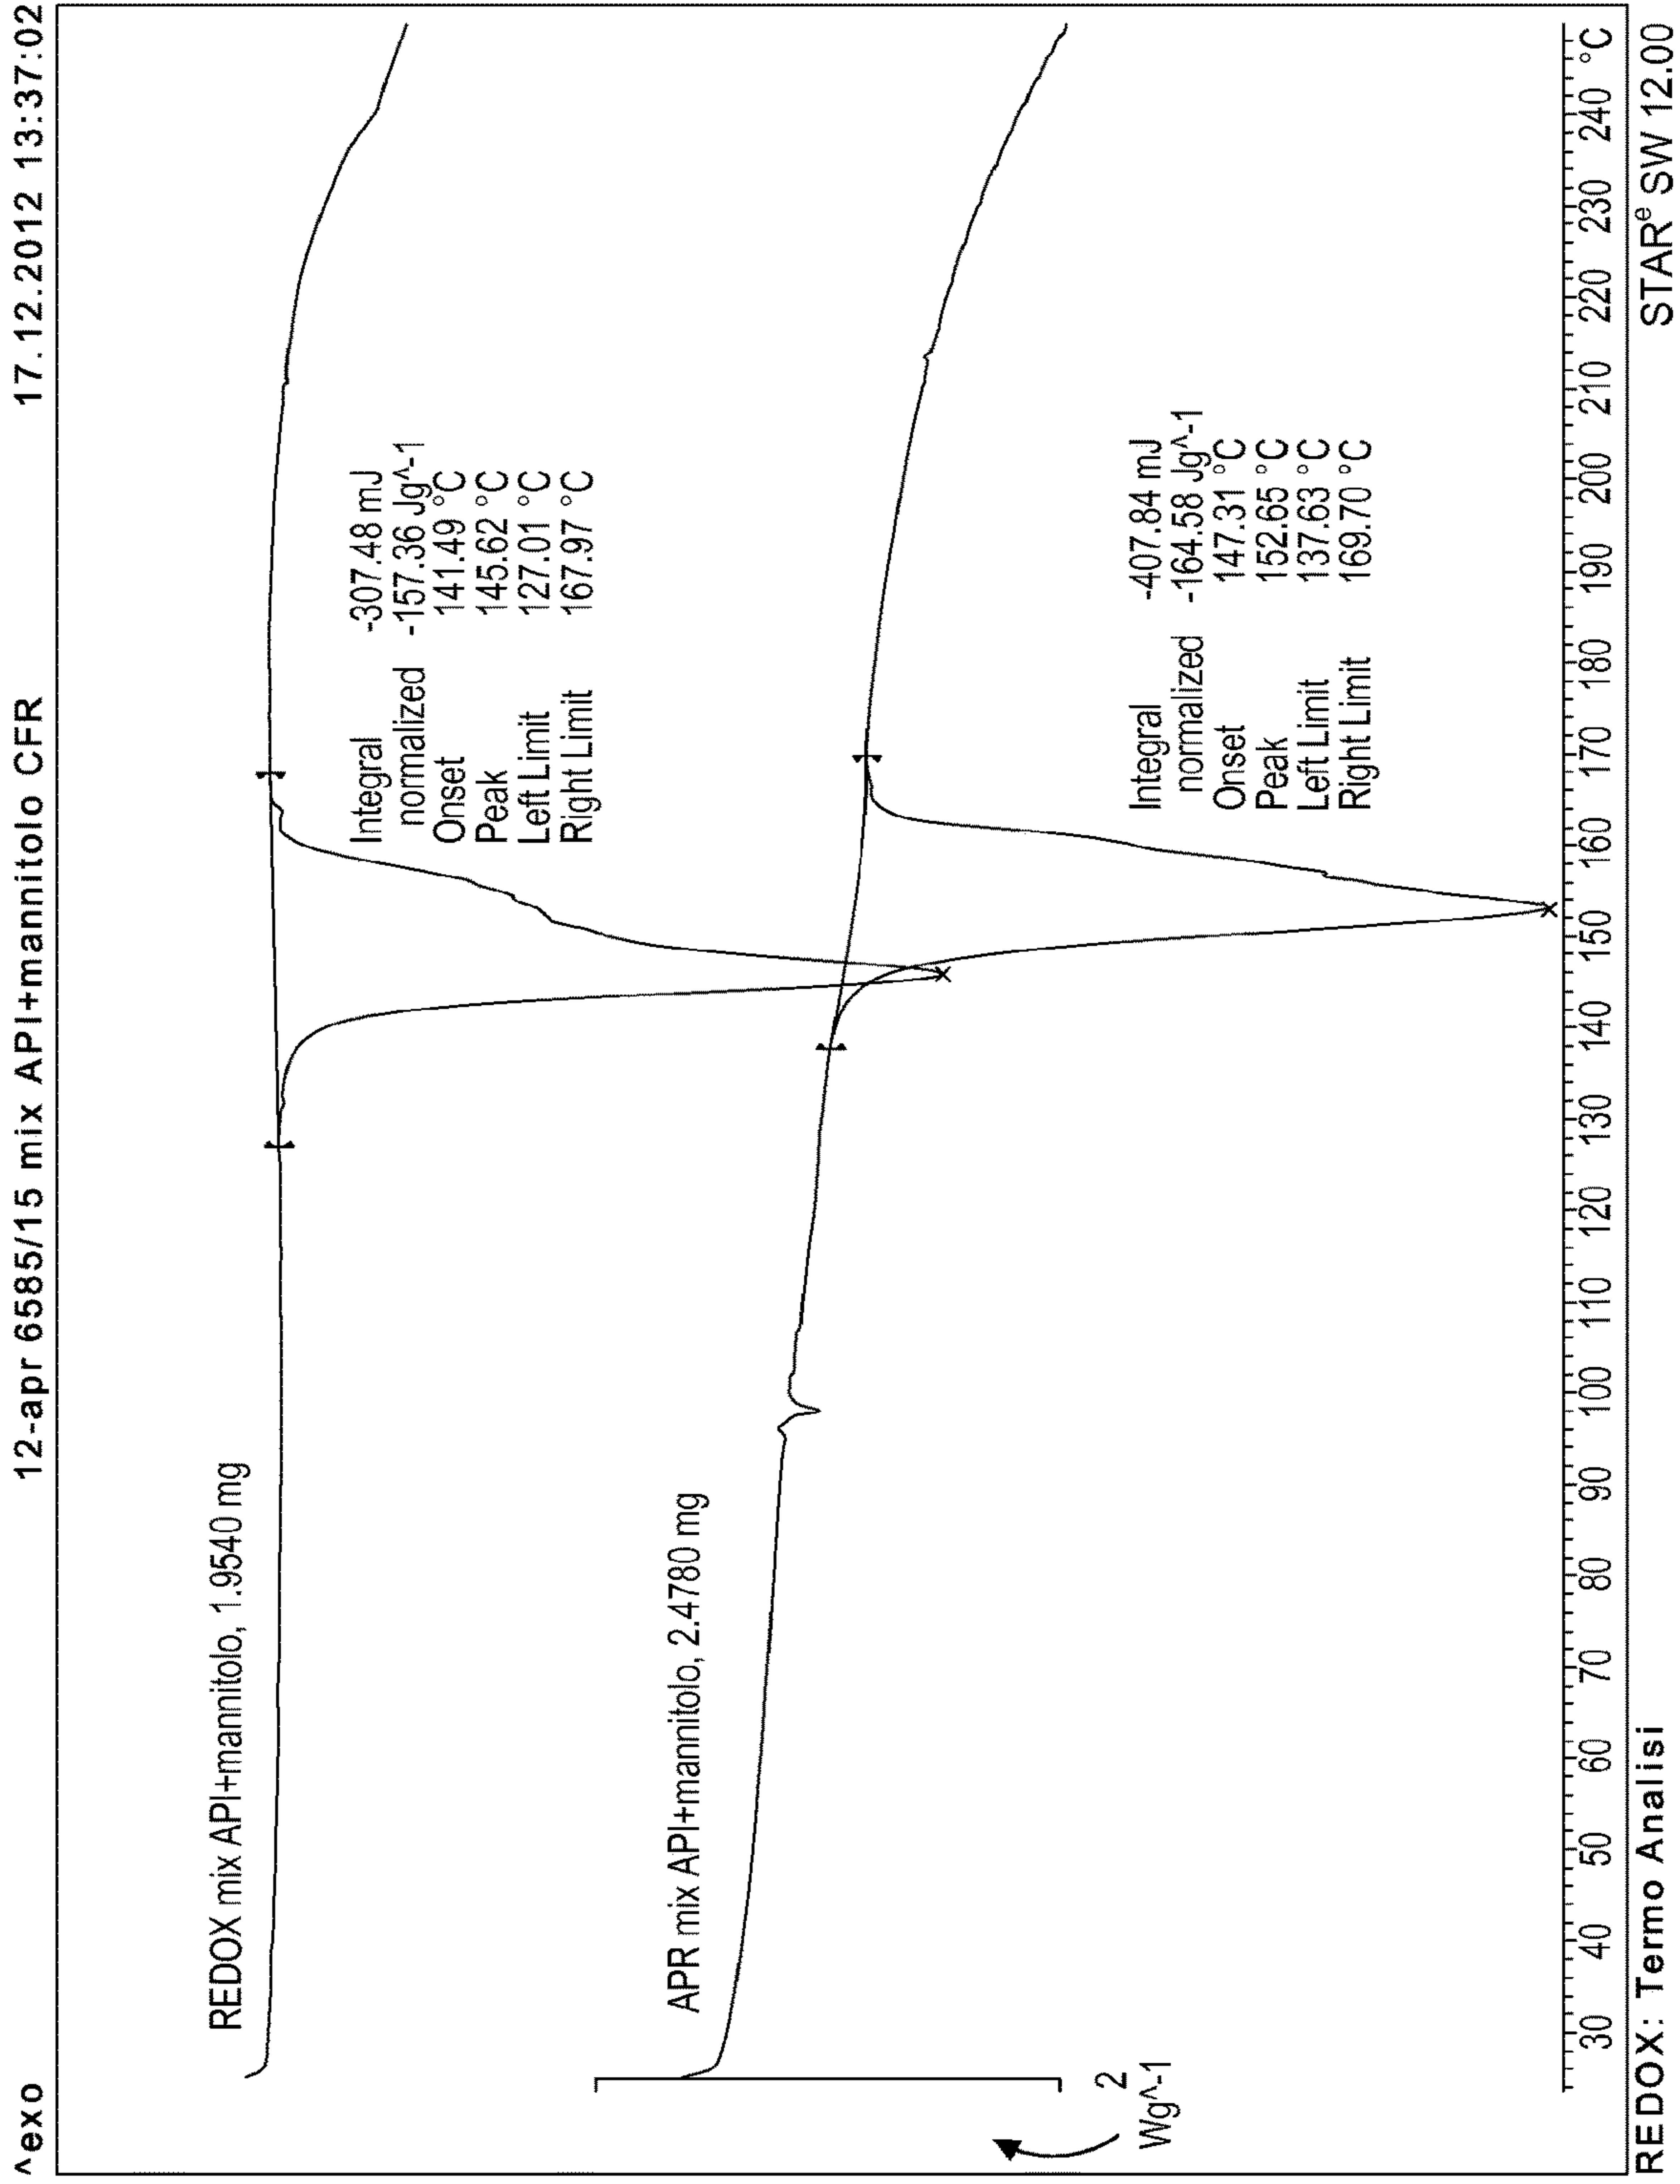 ^exo
12-apr 6585/15 mix API+mannitolo CFR
17.12.2012 13:37:02
REDOX mix API+mannitolo, 1.9540 mg
Integral -307.48 mJ
normalized -157.36 Jg^-1
Onset 141.49 °C
Peak 145.62 °C
Left Limit 127.01 °C
Right Limit 167.97 °C
APR mix API+mannitolo, 2.4780 mg
Integral -407.84 mJ
normalized -164.58 Jg^-1
Onset 147.31 °C
Peak 152.65 °C
Left Limit 137.63 °C
Right Limit 169.70 °C
2
Wg^-1
30 40 50 60 70 80 90 100 110 120 130 140 150 160 170 180 190 200 210 220 230 240 °C
REDOX: Termo Analisi
STARe SW 12.00